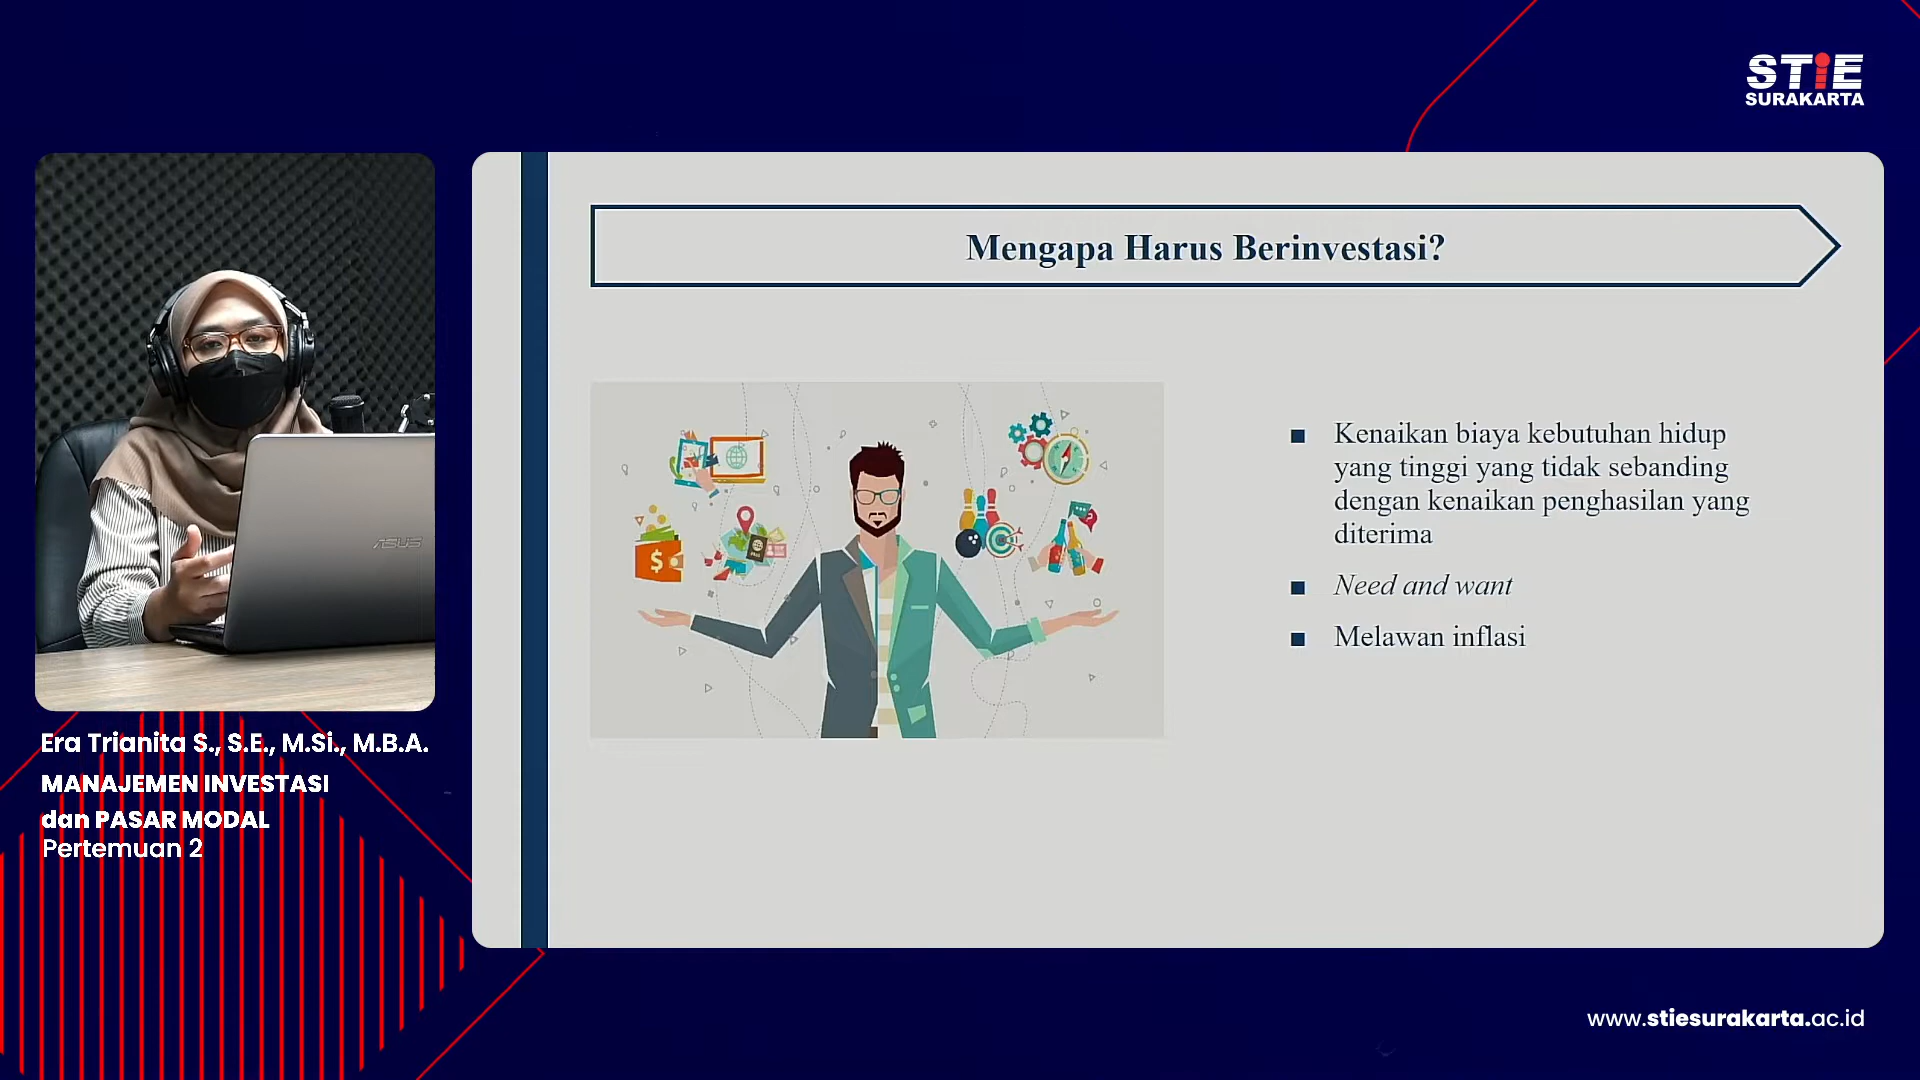 STiE
SURAKARTA
Mengapa Harus Berinvestasi?
Kenaikan biaya kebutuhan hidup
yang tinggi yang tidak sebanding
dengan kenaikan penghasilan yang
diterima
Need and want
Melawan inflasi
$
ASUS
Era Trianita S., S.E., M.Si., M.B.A.
MANAJEMEN INVESTASI
dan PASAR MODAL
Pertemuan 2
www.stiesurakarta.ac.id